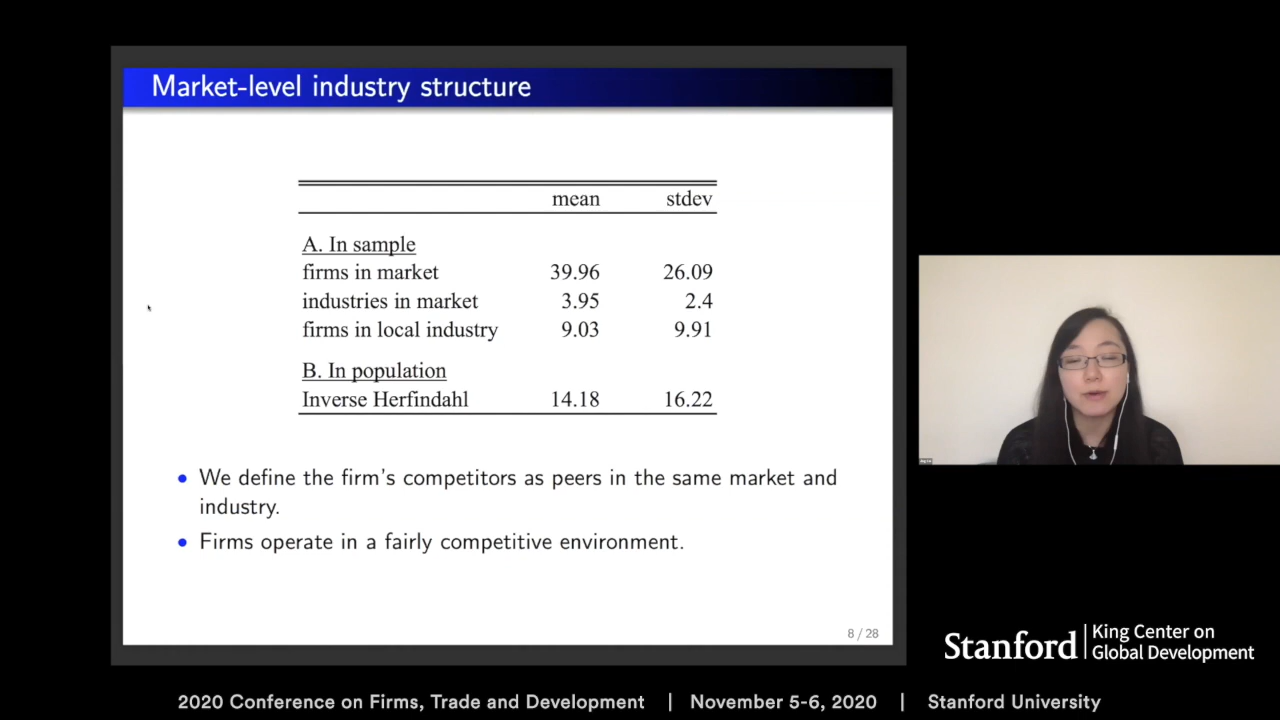 Market-level industry structure
mean stdev
A. In sample
firms in market 39.96 26.09
industries in market 3.95 2.4
firms in local industry 9.03 9.91
B. In population
Inverse Herfindahl 14.18 16.22
• We define the firm's competitors as peers in the same market and
industry.
• Firms operate in a fairly competitive environment.
8 / 28
Stanford | King Center on
Global Development
2020 Conference on Firms, Trade and Development | November 5-6, 2020 | Stanford University